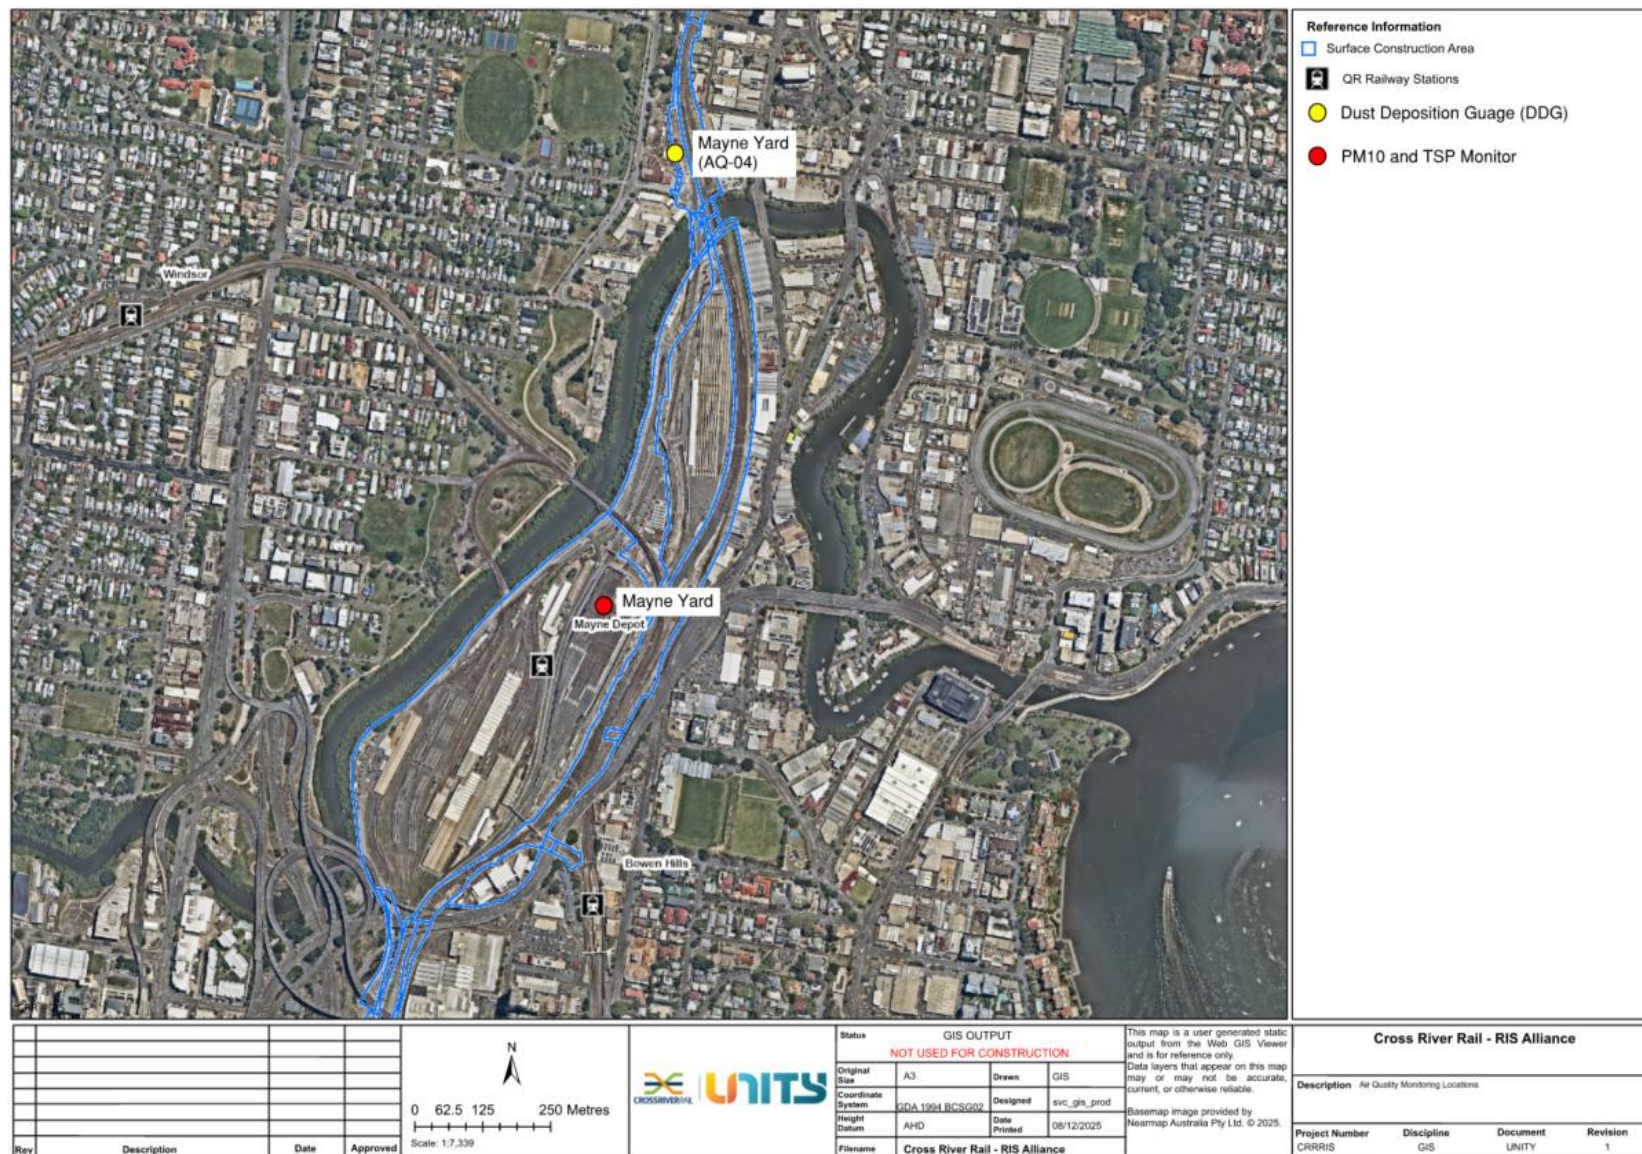 Mayne Yard
(AQ-04)
Windsor
Mayne Yard
Mayne Depot
Bowen Hills
Reference Information
Surface Construction Area
QR Railway Stations
Dust Deposition Guage (DDG)
PM10 and TSP Monitor
Rev
Description
Date
Approved
N
0 62.5 125 250 Metres
Scale: 1:7,339
CROSSRIVERRAIL
UNITY
Status
GIS OUTPUT
NOT USED FOR CONSTRUCTION
Original
Size
A3
Drawn
GIS
Coordinate
System
GDA 1994 BCSG02
Designed
svc_gis_prod
Height
Datum
AHD
Date
Printed
08/12/2025
Filename
Cross River Rail - RIS Alliance
This map is a user generated static
output from the Web GIS Viewer
and is for reference only.
Data layers that appear on this map
may or may not be accurate,
current, or otherwise reliable.
Basemap image provided by
Nearmap Australia Pty Ltd. © 2025.
Cross River Rail - RIS Alliance
Description Air Quality Monitoring Locations
Project Number
CRRRIS
Discipline
GIS
Document
UNITY
Revision
1